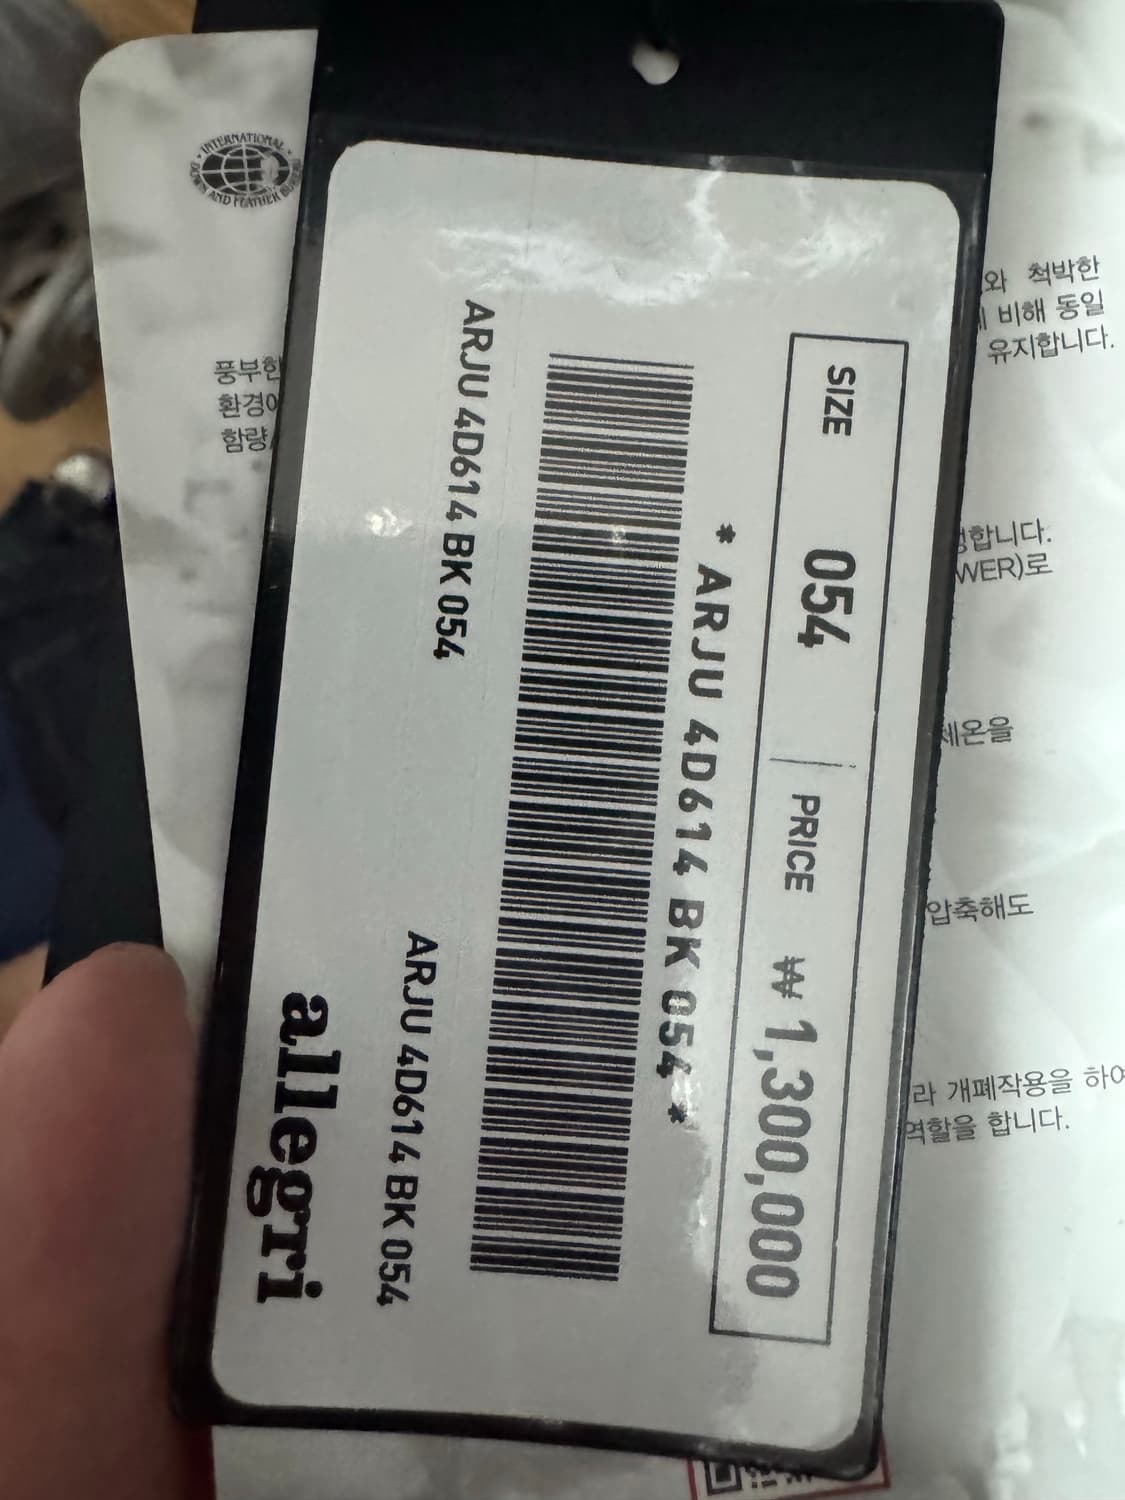 SIZE 054 PRICE ₩ 1,300,000
* ARJU 4D614 BK 054 *
ARJU 4D614 BK 054
ARJU 4D614 BK 054
allegri
INTERNATIONAL
DOWN AND FEATHER
풍부한
환경에
함량
와 척박한
비해 동일
유지합니다.
합니다.
WER)로
체온을
압축해도
라 개폐작용을 하여
역할을 합니다.